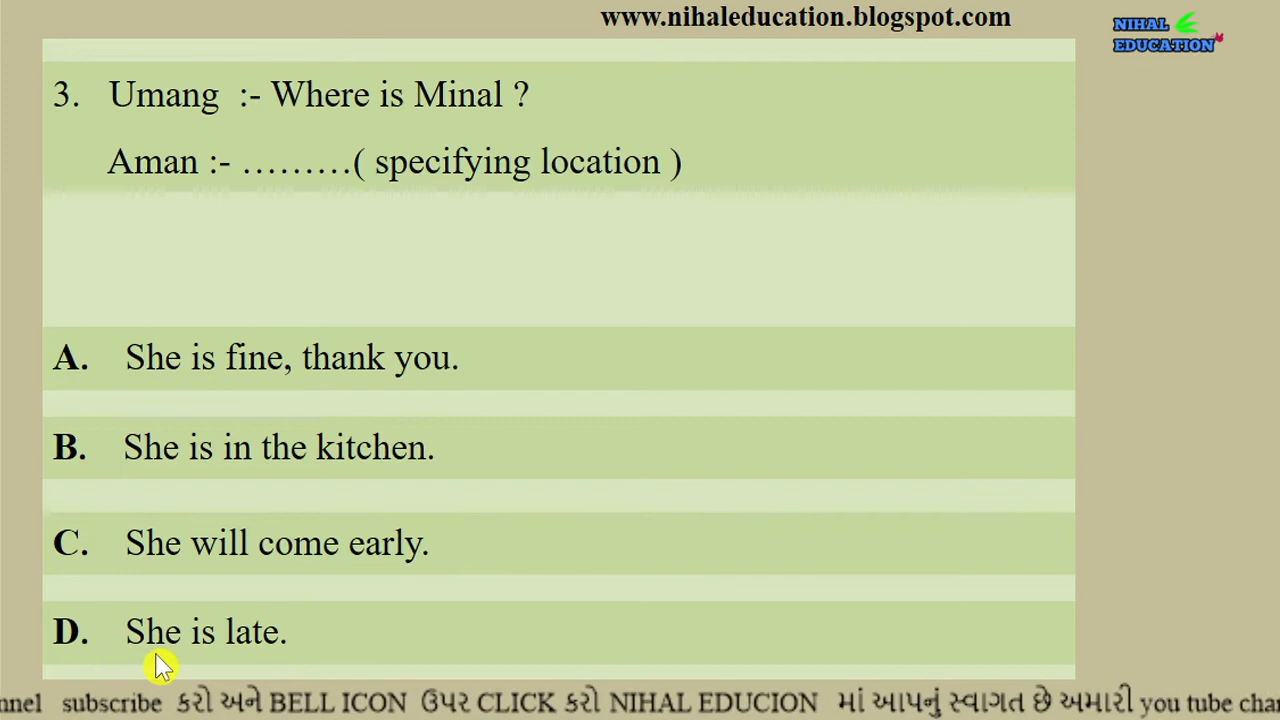 www.nihaleducation.blogspot.com
NIHAL
EDUCATION
3. Umang :- Where is Minal ?
Aman :- ………( specifying location )
A. She is fine, thank you.
B. She is in the kitchen.
C. She will come early.
D. She is late.
nnel subscribe કરો અને BELL ICON ઉપર CLICK કરો NIHAL EDUCION માં આપનું સ્વાગત છે અમારી you tube chan